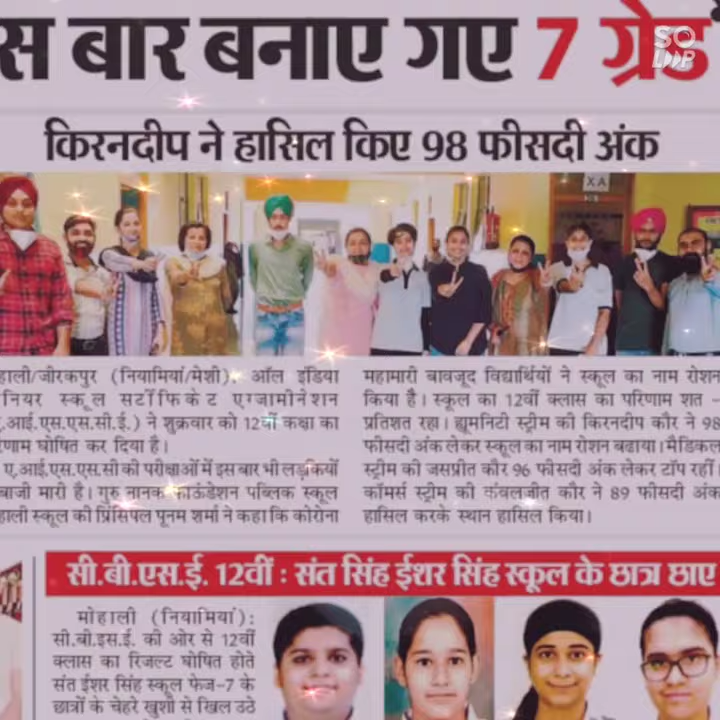 स बार बनाए गए 7 ग्रेड
SO
LOOP
किरनदीप ने हासिल किए 98 फीसदी अंक
X A
हाली/जीरकपुर (नियामियां/मेशी): ऑल इंडिया
नियर स्कूल सर्टीफिकेट एग्जामीनेशन
.आई.एस.एस.सी.ई.) ने शुक्रवार को 12वीं कक्षा का
णाम घोषित कर दिया है।
ए.आई.एस.एस.सी की परीक्षाओं में इस बार भी लड़कियों
बाजी मारी है। गुरु नानक फाऊंडेशन पब्लिक स्कूल
हाली स्कूल की प्रिंसिपल पूनम शर्मा ने कहा कि कोरोना
महामारी बावजूद विद्यार्थियों ने स्कूल का नाम रोशन
किया है। स्कूल का 12वीं क्लास का परिणाम शत -
प्रतिशत रहा। ह्यूमनिटी स्ट्रीम की किरनदीप कौर ने 98
फीसदी अंक लेकर स्कूल का नाम रोशन बढाया। मैडिकल
स्ट्रीम की जसप्रीत कौर 96 फीसदी अंक लेकर टॉप रहीं।
कॉमर्स स्ट्रीम की कंवलजीत कौर ने 89 फीसदी अंक
हासिल करके स्थान हासिल किया।
सी.बी.एस.ई. 12वीं : संत सिंह ईशर सिंह स्कूल के छात्र छाए
मोहाली (नियामियां):
सी.बी.इस.ई. की ओर से 12वीं
क्लास का रिजल्ट घोषित होते
संत ईशर सिंह स्कूल फेज-7 के
छात्रों के चेहरे खुशी से खिल उठे